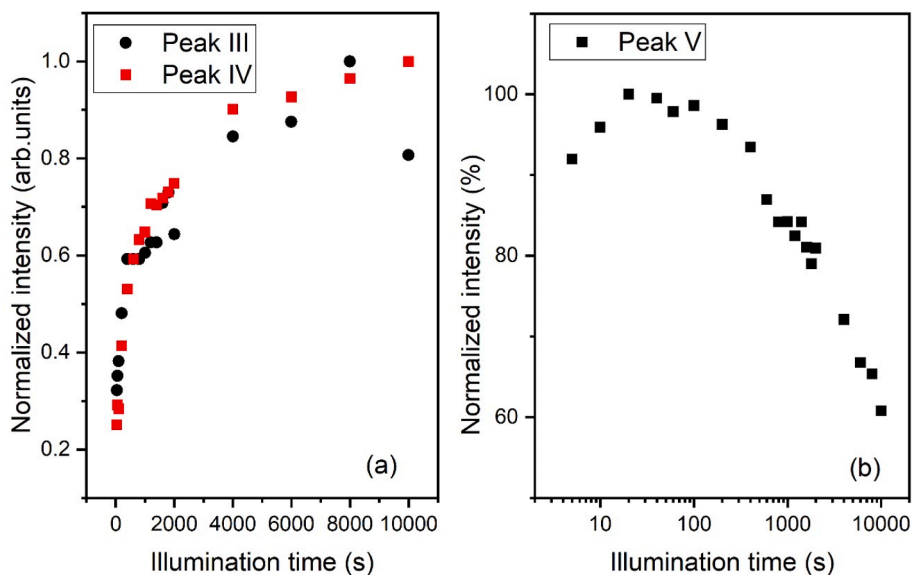 Peak III
Peak IV
1.0
0.8
0.6
0.4
0.2
Normalized intensity (arb.units)
(a)
0 2000 4000 6000 8000 10000
Illumination time (s)
Peak V
100
80
60
Normalized intensity (%)
(b)
10 100 1000 10000
Illumination time (s)